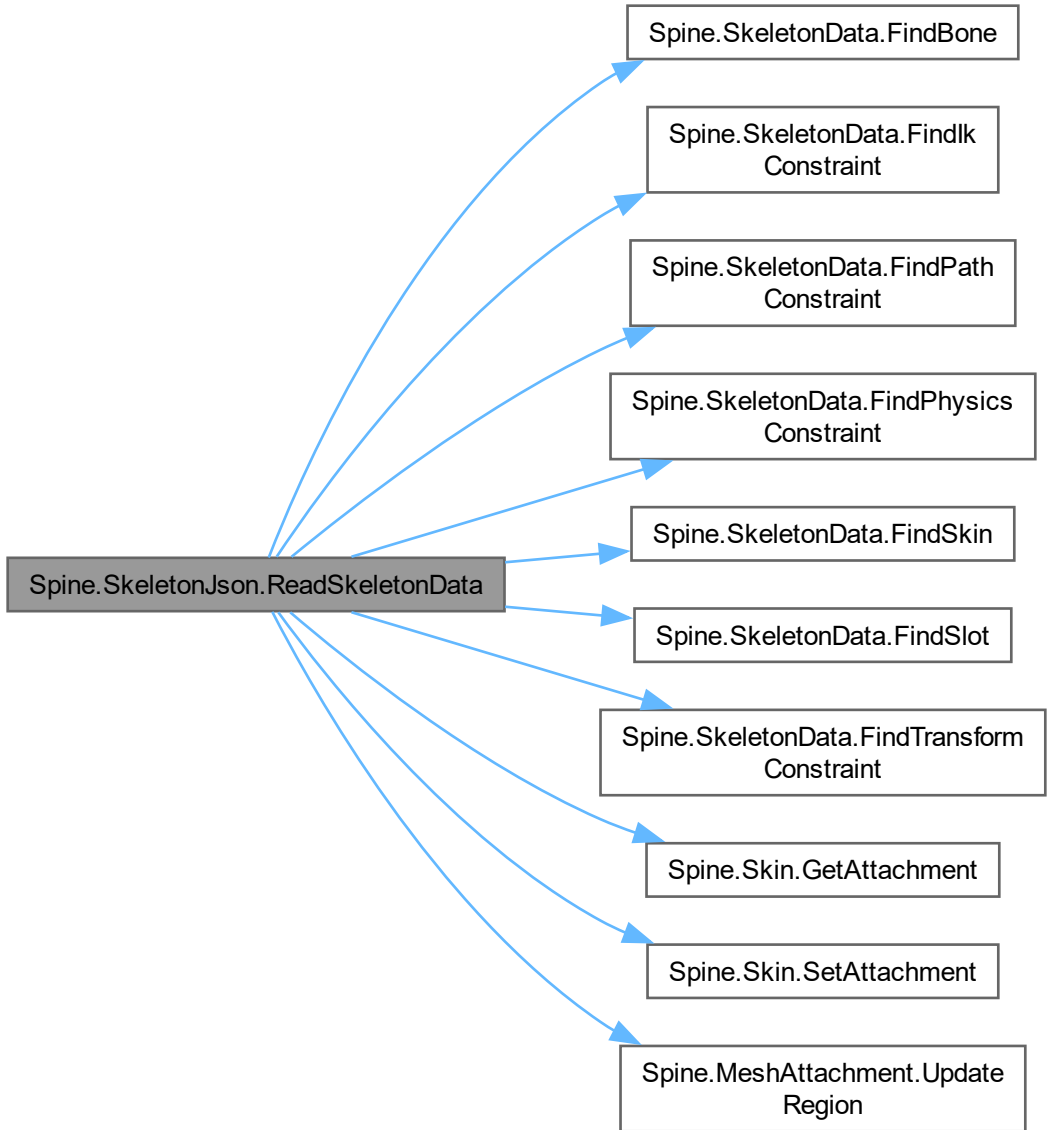 Spine.SkeletonData.FindBone
Spine.SkeletonData.FindIk
Constraint
Spine.SkeletonData.FindPath
Constraint
Spine.SkeletonData.FindPhysics
Constraint
Spine.SkeletonData.FindSkin
Spine.SkeletonJson.ReadSkeletonData
Spine.SkeletonData.FindSlot
Spine.SkeletonData.FindTransform
Constraint
Spine.Skin.GetAttachment
Spine.Skin.SetAttachment
Spine.MeshAttachment.Update
Region